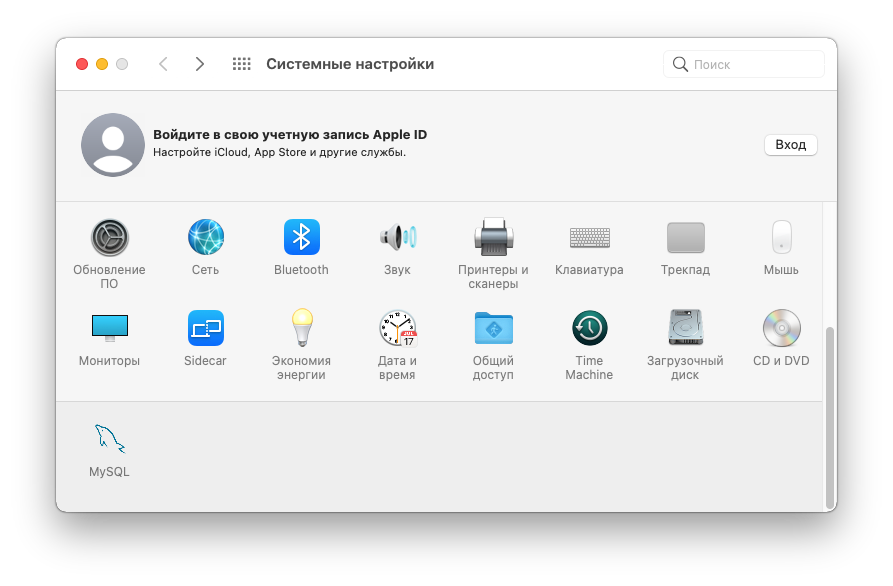 Системные настройки
Поиск
Войдите в свою учетную запись Apple ID
Настройте iCloud, App Store и другие службы.
Вход
Обновление ПО
Сеть
Bluetooth
Звук
Принтеры и сканеры
Клавиатура
Трекпад
Мышь
Мониторы
Sidecar
Экономия энергии
JUL
17
Дата и время
Общий доступ
Time Machine
Загрузочный диск
CD и DVD
MySQL